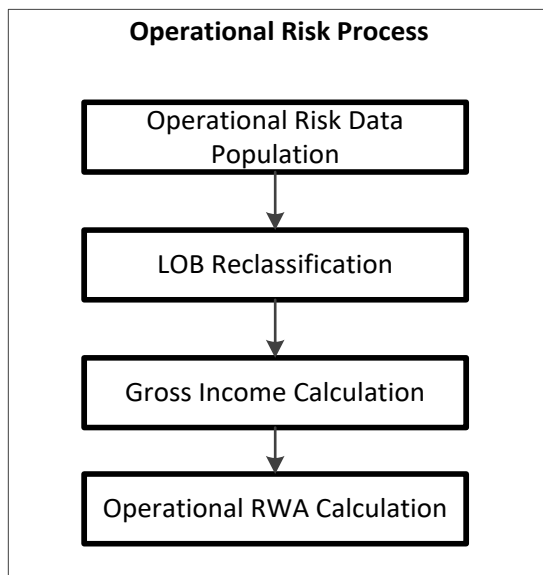 Operational Risk Process
Operational Risk Data
Population
LOB Reclassification
Gross Income Calculation
Operational RWA Calculation